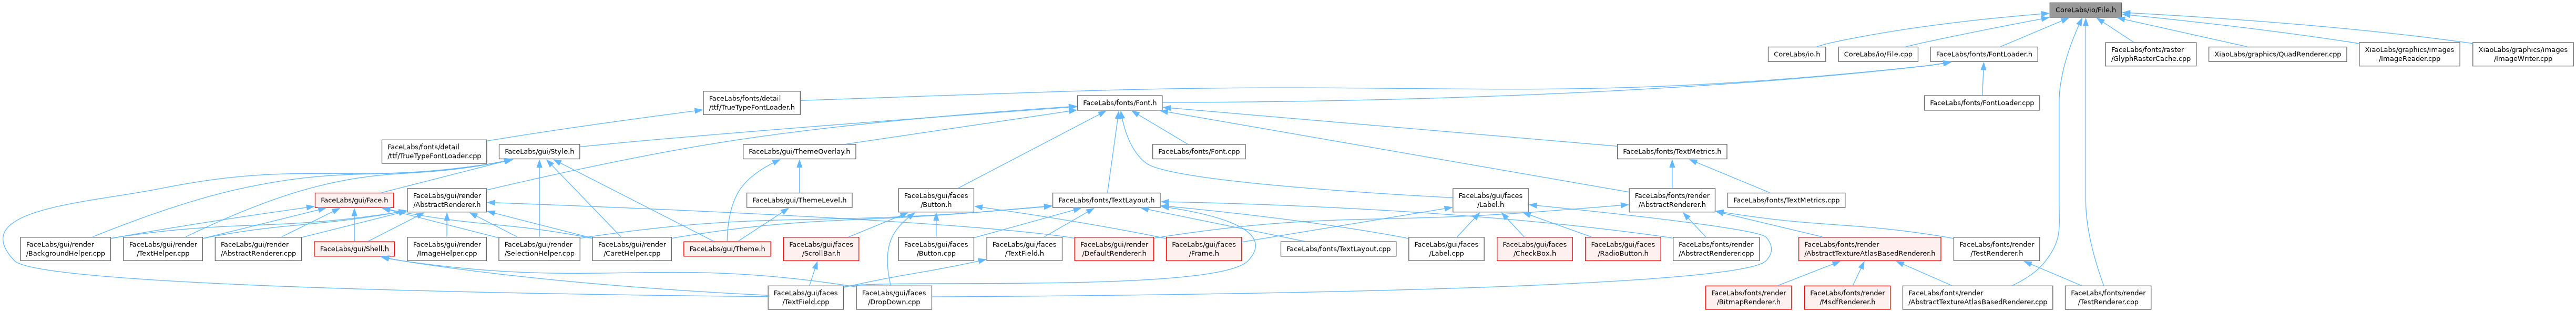 CoreLabs/io/File.h
CoreLabs/io.h
CoreLabs/io/File.cpp
FaceLabs/fonts/FontLoader.h
FaceLabs/fonts/raster
/GlyphRasterCache.cpp
XiaoLabs/graphics/QuadRenderer.cpp
XiaoLabs/graphics/images
/ImageReader.cpp
XiaoLabs/graphics/images
/ImageWriter.cpp
FaceLabs/fonts/detail
/ttf/TrueTypeFontLoader.h
FaceLabs/fonts/Font.h
FaceLabs/fonts/FontLoader.cpp
FaceLabs/fonts/detail
/ttf/TrueTypeFontLoader.cpp
FaceLabs/gui/Style.h
FaceLabs/gui/ThemeOverlay.h
FaceLabs/fonts/Font.cpp
FaceLabs/fonts/TextMetrics.h
FaceLabs/gui/Face.h
FaceLabs/gui/render
/AbstractRenderer.h
FaceLabs/gui/ThemeLevel.h
FaceLabs/gui/faces
/Button.h
FaceLabs/fonts/TextLayout.h
FaceLabs/gui/faces
/Label.h
FaceLabs/fonts/render
/AbstractRenderer.h
FaceLabs/fonts/TextMetrics.cpp
FaceLabs/gui/render
/BackgroundHelper.cpp
FaceLabs/gui/render
/TextHelper.cpp
FaceLabs/gui/render
/AbstractRenderer.cpp
FaceLabs/gui/Shell.h
FaceLabs/gui/render
/ImageHelper.cpp
FaceLabs/gui/render
/SelectionHelper.cpp
FaceLabs/gui/render
/CaretHelper.cpp
FaceLabs/gui/Theme.h
FaceLabs/gui/faces
/ScrollBar.h
FaceLabs/gui/faces
/Button.cpp
FaceLabs/gui/faces
/TextField.h
FaceLabs/gui/render
/DefaultRenderer.h
FaceLabs/gui/faces
/Frame.h
FaceLabs/fonts/TextLayout.cpp
FaceLabs/gui/faces
/Label.cpp
FaceLabs/gui/faces
/CheckBox.h
FaceLabs/gui/faces
/RadioButton.h
FaceLabs/fonts/render
/AbstractRenderer.cpp
FaceLabs/fonts/render
/AbstractTextureAtlasBasedRenderer.h
FaceLabs/fonts/render
/TestRenderer.h
FaceLabs/gui/faces
/TextField.cpp
FaceLabs/gui/faces
/DropDown.cpp
FaceLabs/fonts/render
/BitmapRenderer.h
FaceLabs/fonts/render
/MsdfRenderer.h
FaceLabs/fonts/render
/AbstractTextureAtlasBasedRenderer.cpp
FaceLabs/fonts/render
/TestRenderer.cpp